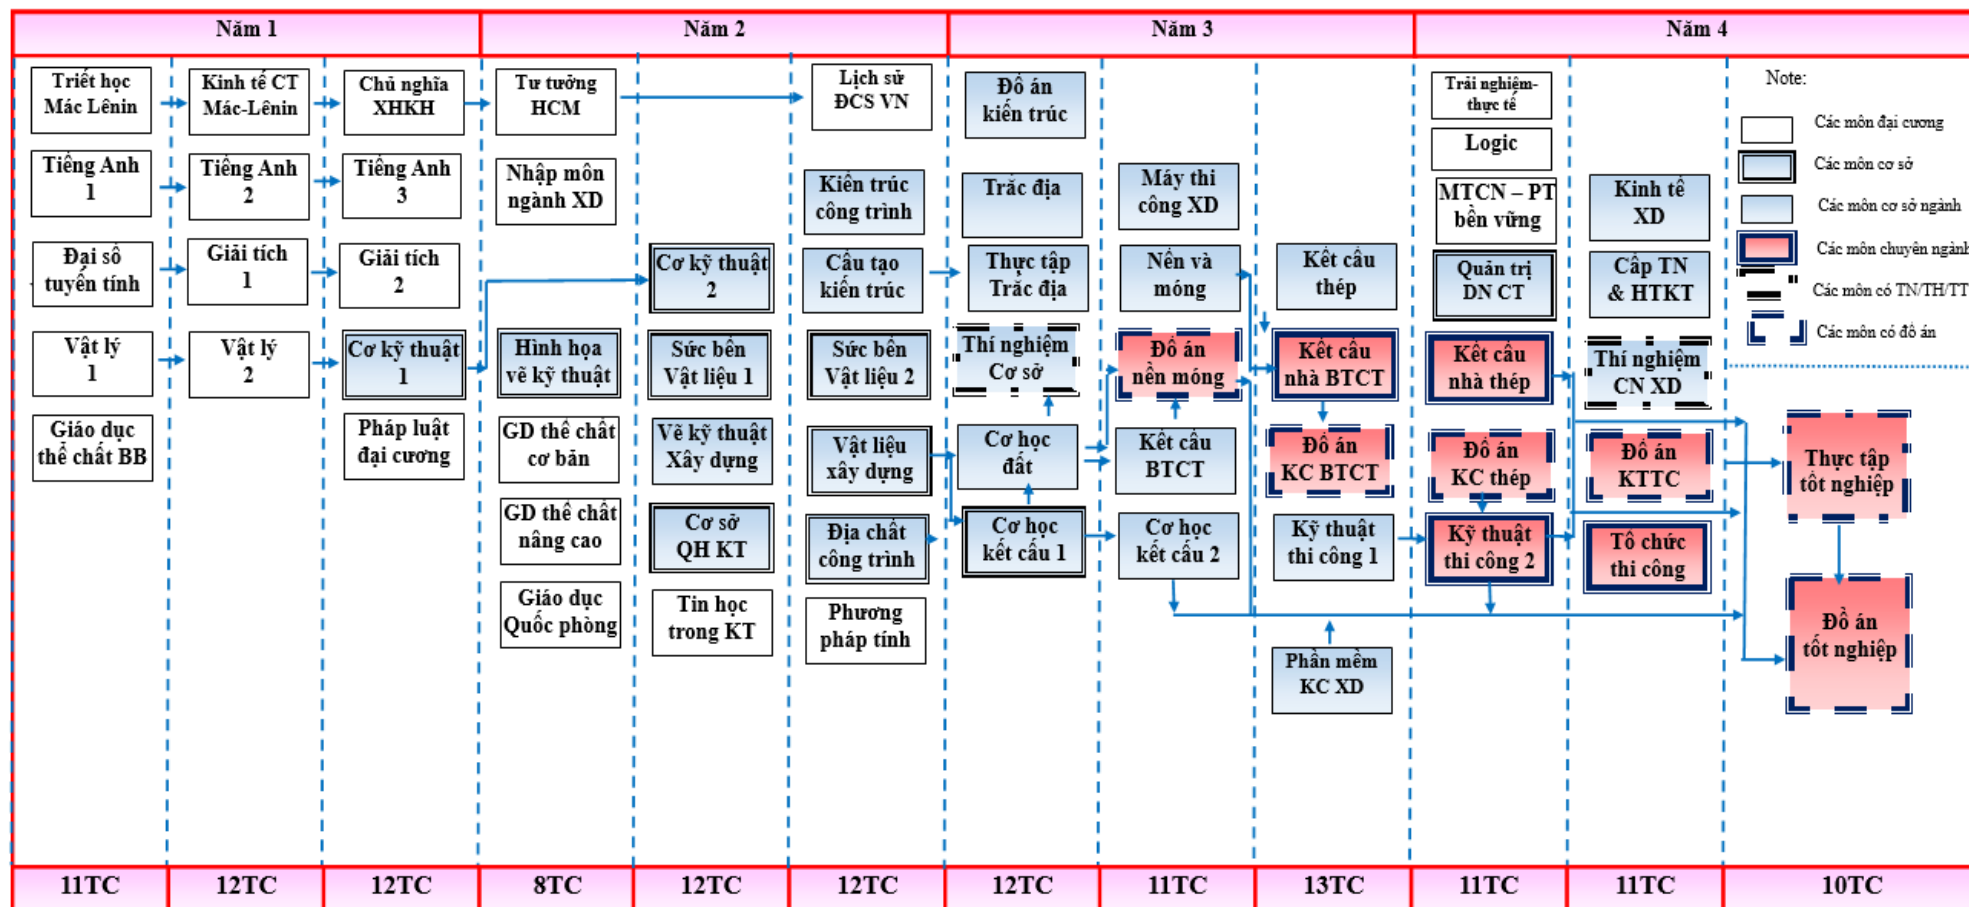 Năm 1
Năm 2
Năm 3
Năm 4
Triết học
Mác Lênin
Tiếng Anh
1
Đại số
tuyến tính
Vật lý
1
Giáo dục
thể chất BB
Kinh tế CT
Mác-Lênin
Tiếng Anh
2
Giải tích
1
Vật lý
2
Chủ nghĩa
XHKH
Tiếng Anh
3
Giải tích
2
Cơ kỹ thuật
1
Pháp luật
đại cương
Tư tưởng
HCM
Nhập môn
ngành XD
Hình họa
vẽ kỹ thuật
GD thể chất
cơ bản
GD thể chất
nâng cao
Giáo dục
Quốc phòng
Cơ kỹ thuật
2
Sức bền
Vật liệu 1
Vẽ kỹ thuật
Xây dựng
Cơ sở
QH KT
Tin học
trong KT
Lịch sử
ĐCS VN
Kiến trúc
công trình
Cấu tạo
kiến trúc
Sức bền
Vật liệu 2
Vật liệu
xây dựng
Địa chất
công trình
Phương
pháp tính
Đồ án
kiến trúc
Trắc địa
Thực tập
Trắc địa
Thí nghiệm
Cơ sở
Cơ học
đất
Cơ học
kết cấu 1
Máy thi
công XD
Nền và
móng
Đồ án
nền móng
Kết cấu
BTCT
Cơ học
kết cấu 2
Kết cấu
thép
Kết cấu
nhà BTCT
Đồ án
KC BTCT
Kỹ thuật
thi công 1
Phần mềm
KC XD
Trải nghiệm-
thực tế
Logic
MTCN – PT
bền vững
Quản trị
DN CT
Kết cấu
nhà thép
Đồ án
KC thép
Kỹ thuật
thi công 2
Kinh tế
XD
Cấp TN
& HTKT
Thí nghiệm
CN XD
Đồ án
KTTC
Tổ chức
thi công
Note:
Các môn đại cương
Các môn cơ sở
Các môn cơ sở ngành
Các môn chuyên ngành
Các môn có TN/TH/TT
Các môn có đồ án
Thực tập
tốt nghiệp
Đồ án
tốt nghiệp
11TC
12TC
12TC
8TC
12TC
12TC
12TC
11TC
13TC
11TC
11TC
10TC